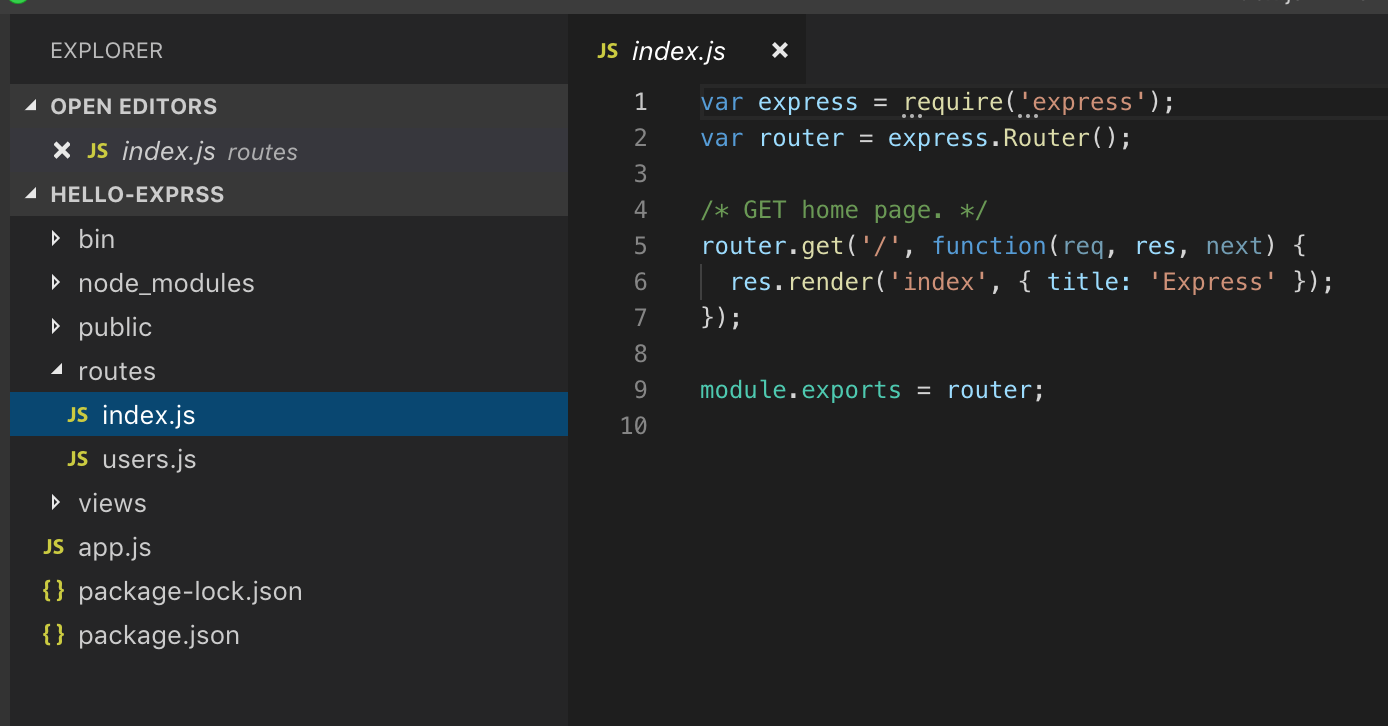 EXPLORER
OPEN EDITORS
JS index.js routes
HELLO-EXPRSS
bin
node_modules
public
routes
JS index.js
JS users.js
views
JS app.js
{} package-lock.json
{} package.json
JS index.js
1 var express = require('express');
2 var router = express.Router();
3
4 /* GET home page. */
5 router.get('/', function(req, res, next) {
6   res.render('index', { title: 'Express' });
7 });
8
9 module.exports = router;
10